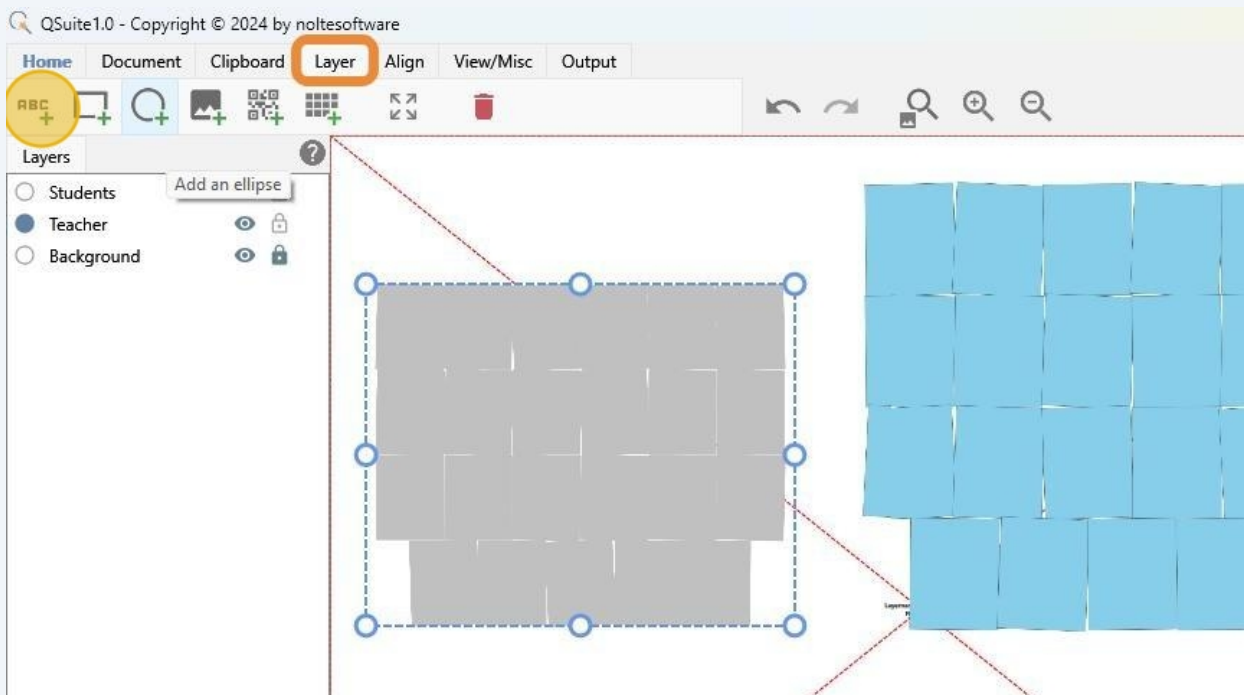 QSuite1.0 - Copyright © 2024 by noltesoftware
Home Document Clipboard Layer Align View/Misc Output
ABC
Layers
Add an ellipse
Students
Teacher
Background